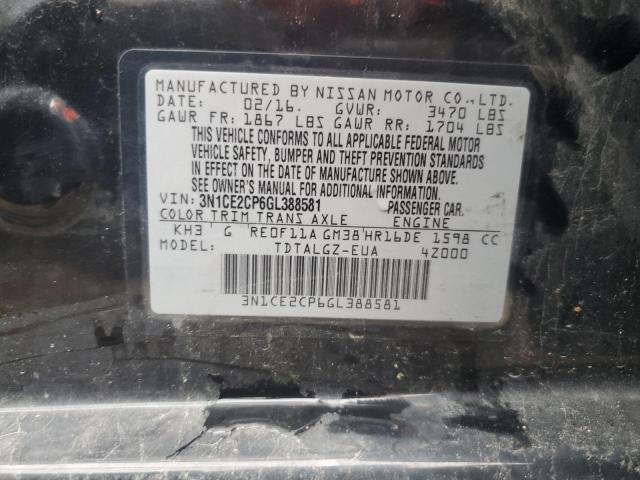 MANUFACTURED BY NISSAN MOTOR CO., LTD.
DATE: 02/16. GVWR: 3470 LBS
GAWR FR: 1867 LBS GAWR RR: 1704 LBS
THIS VEHICLE CONFORMS TO ALL APPLICABLE FEDERAL MOTOR
VEHICLE SAFETY, BUMPER AND THEFT PREVENTION STANDARDS
IN EFFECT ON THE DATE OF MANUFACTURE SHOWN ABOVE.
SEE OWNER'S MANUAL FOR ADDITIONAL INFORMATION.
VIN: 3N1CE2CP6GL388581 PASSENGER CAR.
COLOR TRIM TRANS AXLE ENGINE
KH3 G RE0F11A GM38 HR16DE 1598 CC
MODEL: TDTALGZ-EUA 4Z000
3N1CE2CP6GL388581